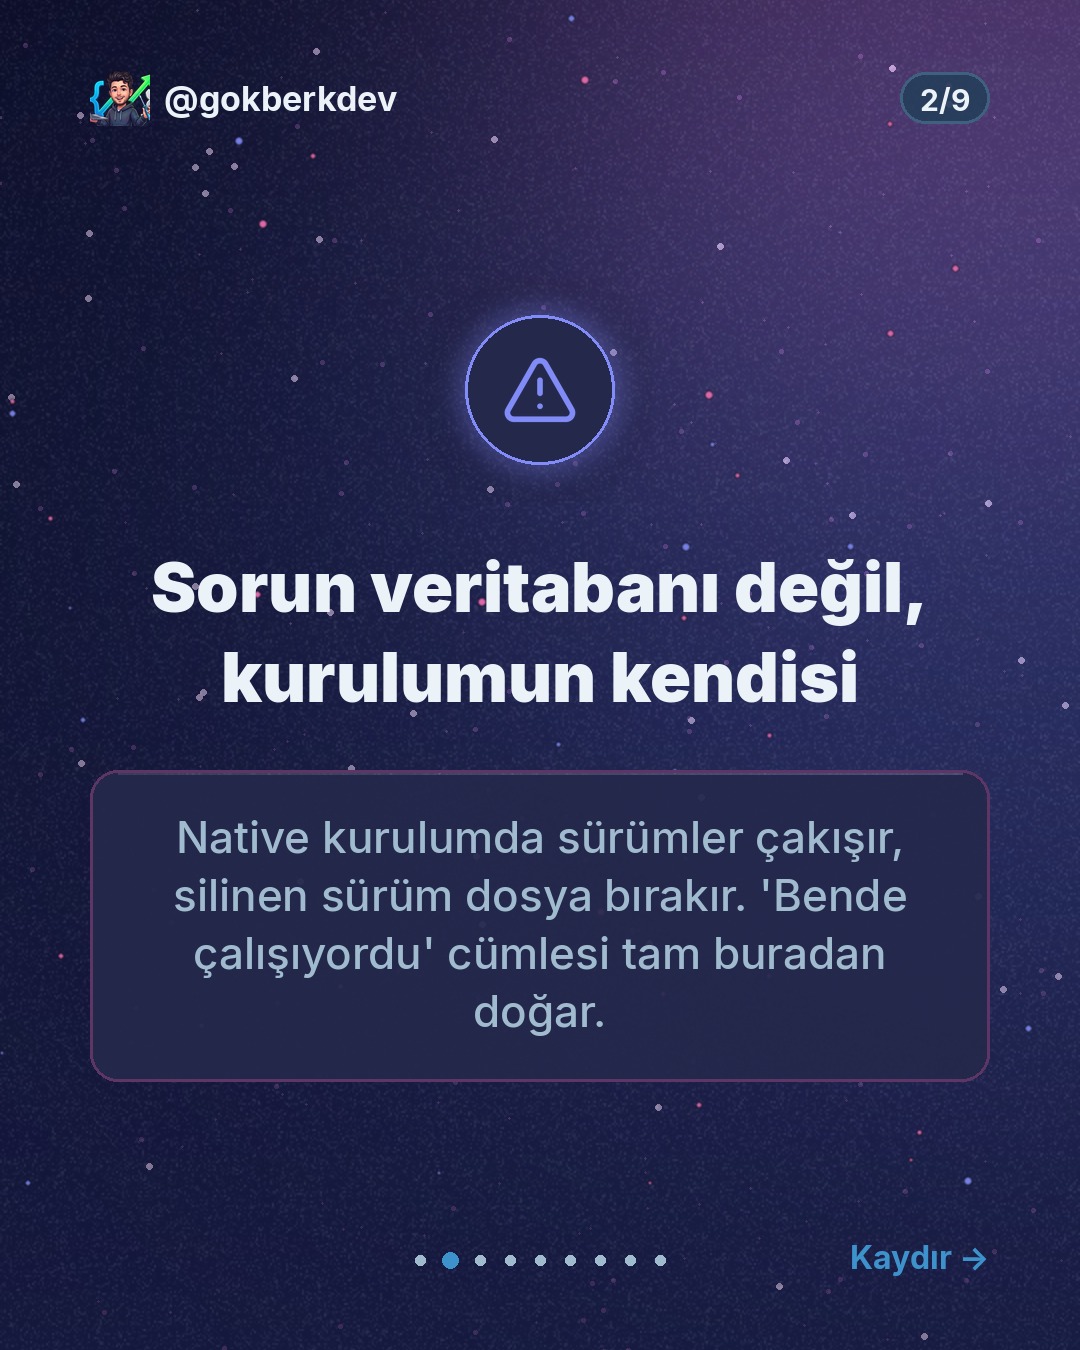 @gokberkdev
2/9
Sorun veritabanı değil,
kurulumun kendisi
Native kurulumda sürümler çakışır,
silinen sürüm dosya bırakır. 'Bende
çalışıyordu' cümlesi tam buradan
doğar.
Kaydır →